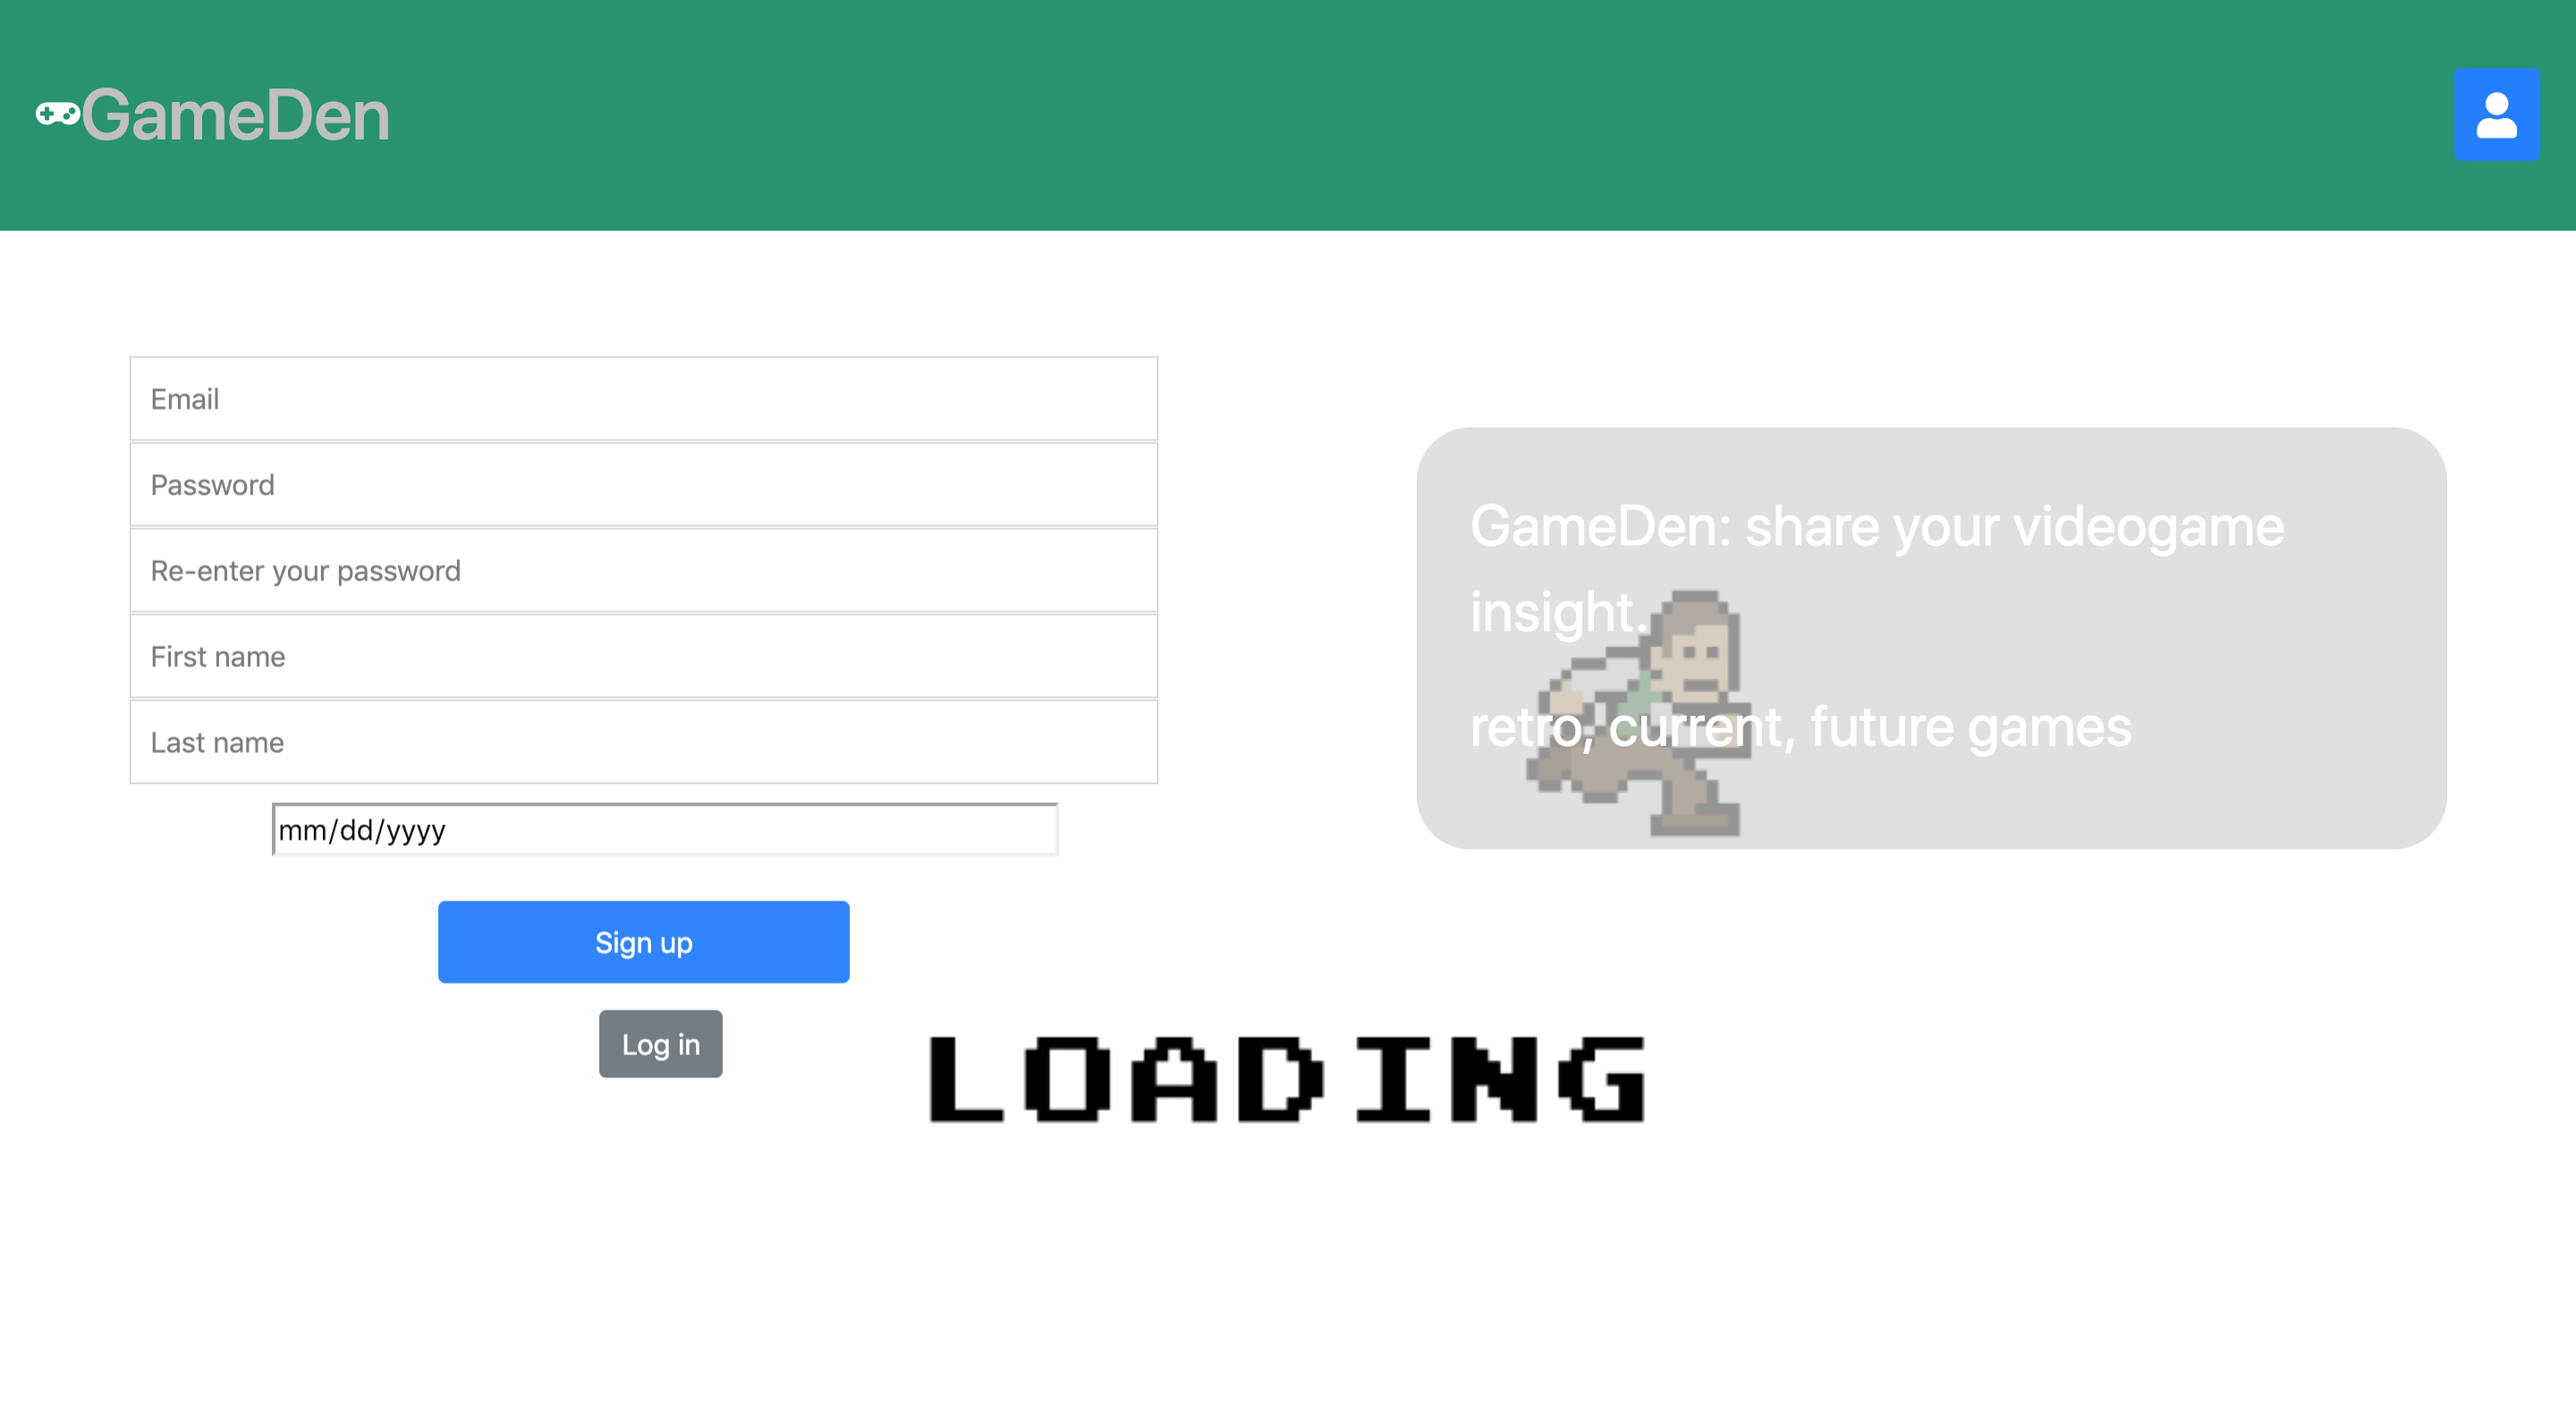 GameDen
Email
Password
Re-enter your password
First name
Last name
mm/dd/yyyy
Sign up
Log in
GameDen: share your videogame
insight.
retro, current, future games
LOADING